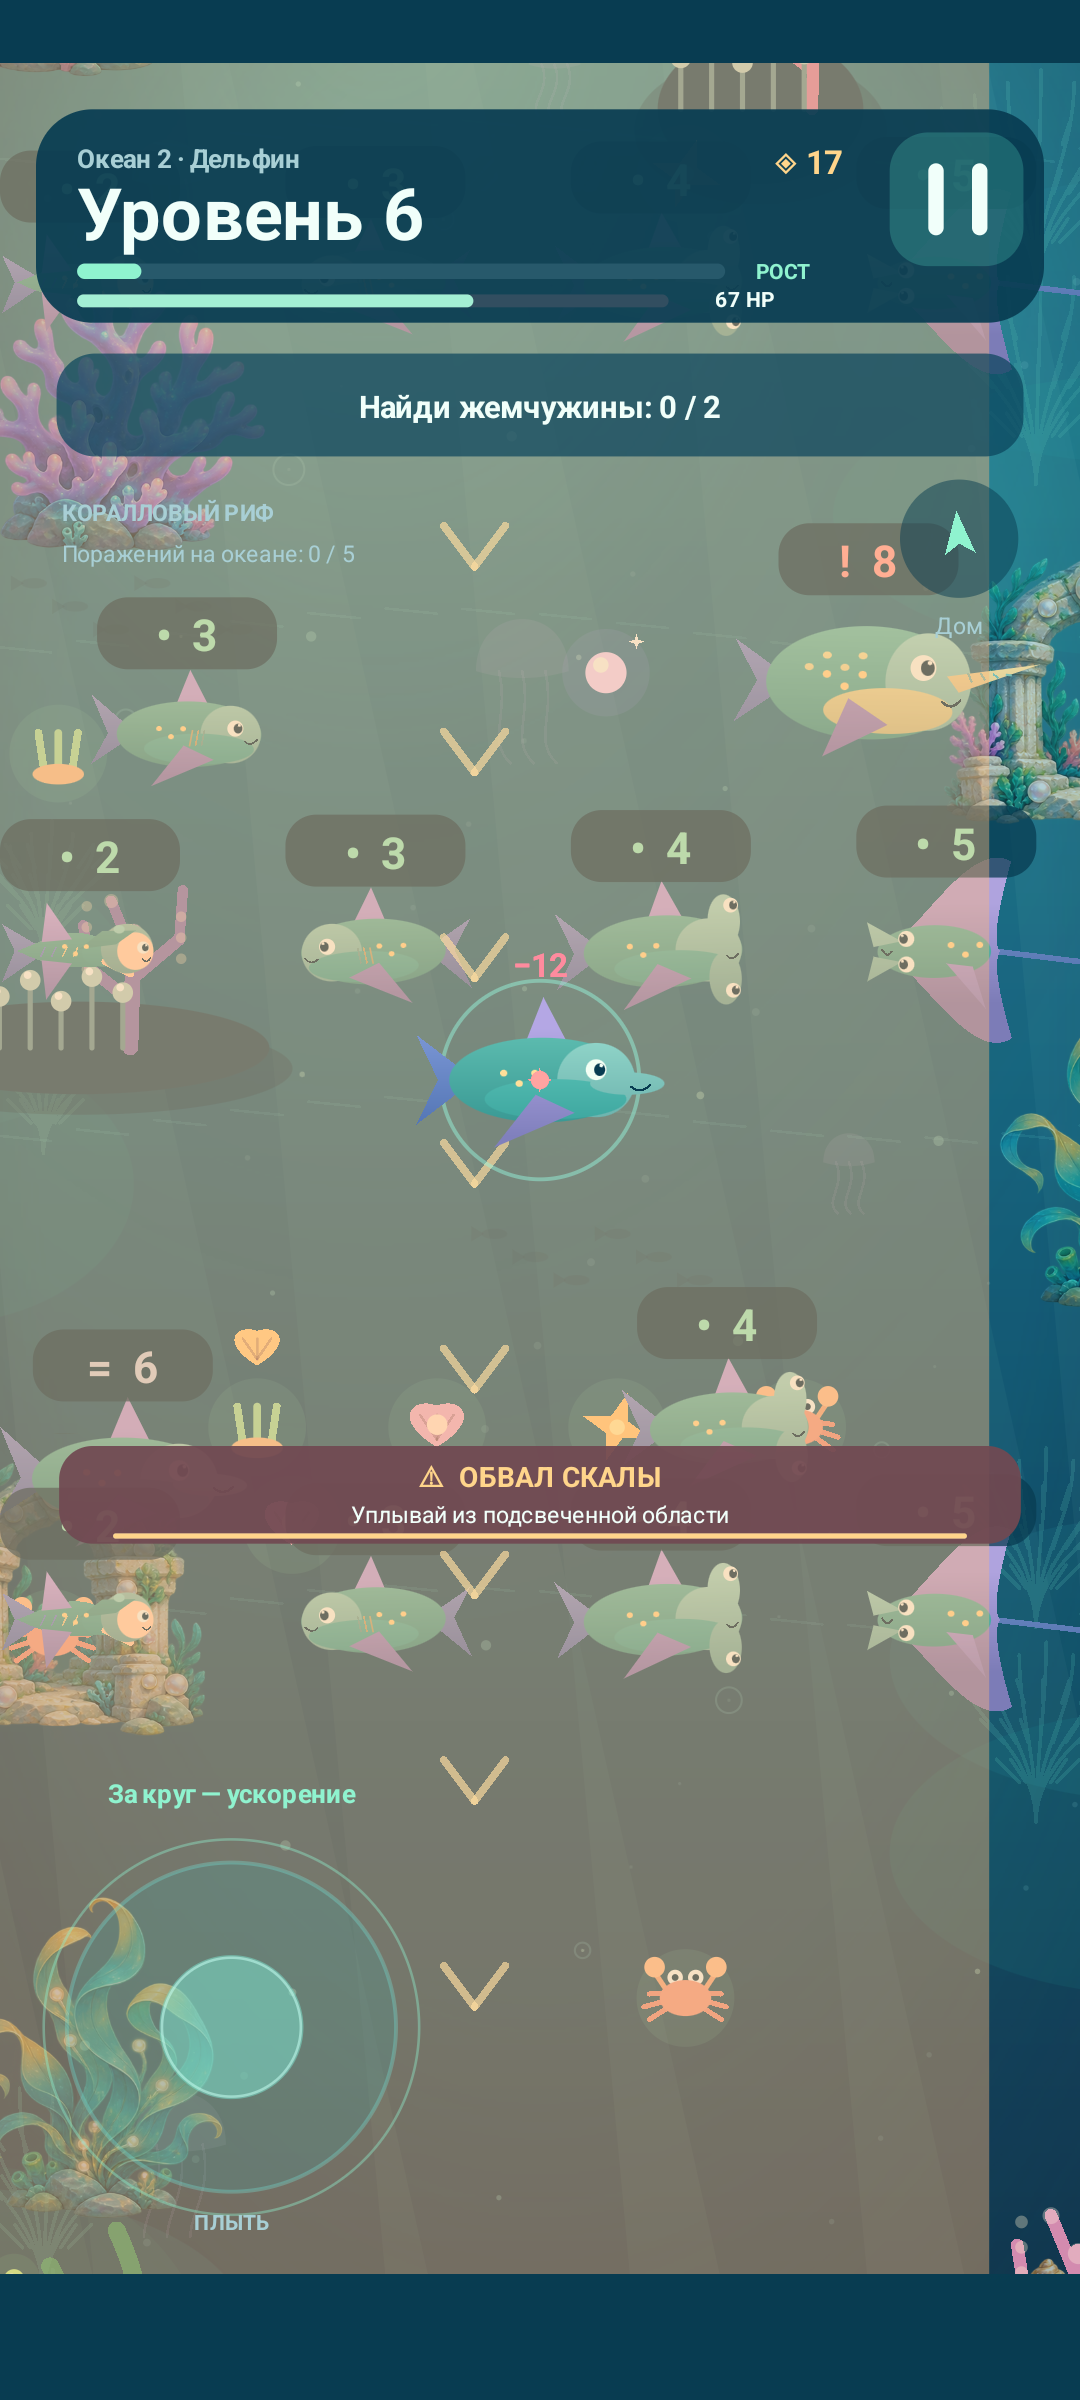 Океан 2 · Дельфин
17
Уровень 6
РОСТ
67 HP
Найди жемчужины: 0 / 2
КОРАЛЛОВЫЙ РИФ
Поражений на океане: 0 / 5
! 8
Дом
• 3
• 2
• 3
• 4
• 5
−12
• 4
= 6
⚠ ОБВАЛ СКАЛЫ
Уплывай из подсвеченной области
За круг — ускорение
ПЛЫТЬ